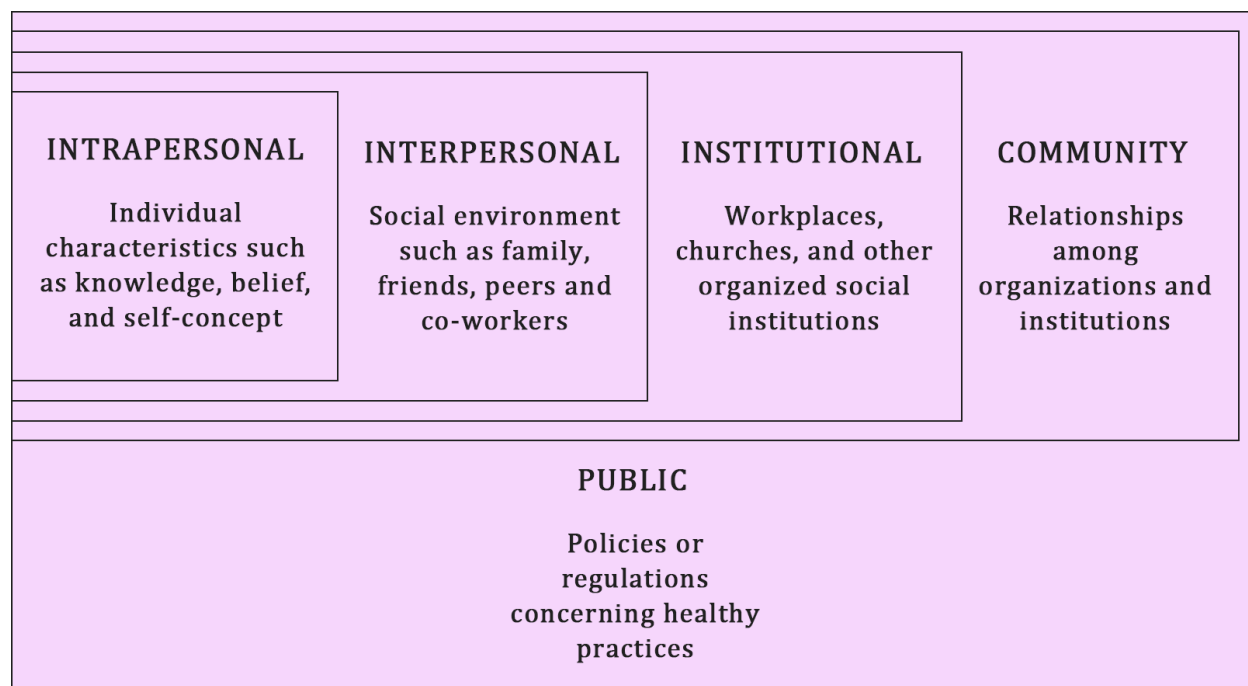 INTRAPERSONAL
Individual
characteristics such
as knowledge, belief,
and self-concept
INTERPERSONAL
Social environment
such as family,
friends, peers and
co-workers
INSTITUTIONAL
Workplaces,
churches, and other
organized social
institutions
COMMUNITY
Relationships
among
organizations and
institutions
PUBLIC
Policies or
regulations
concerning healthy
practices